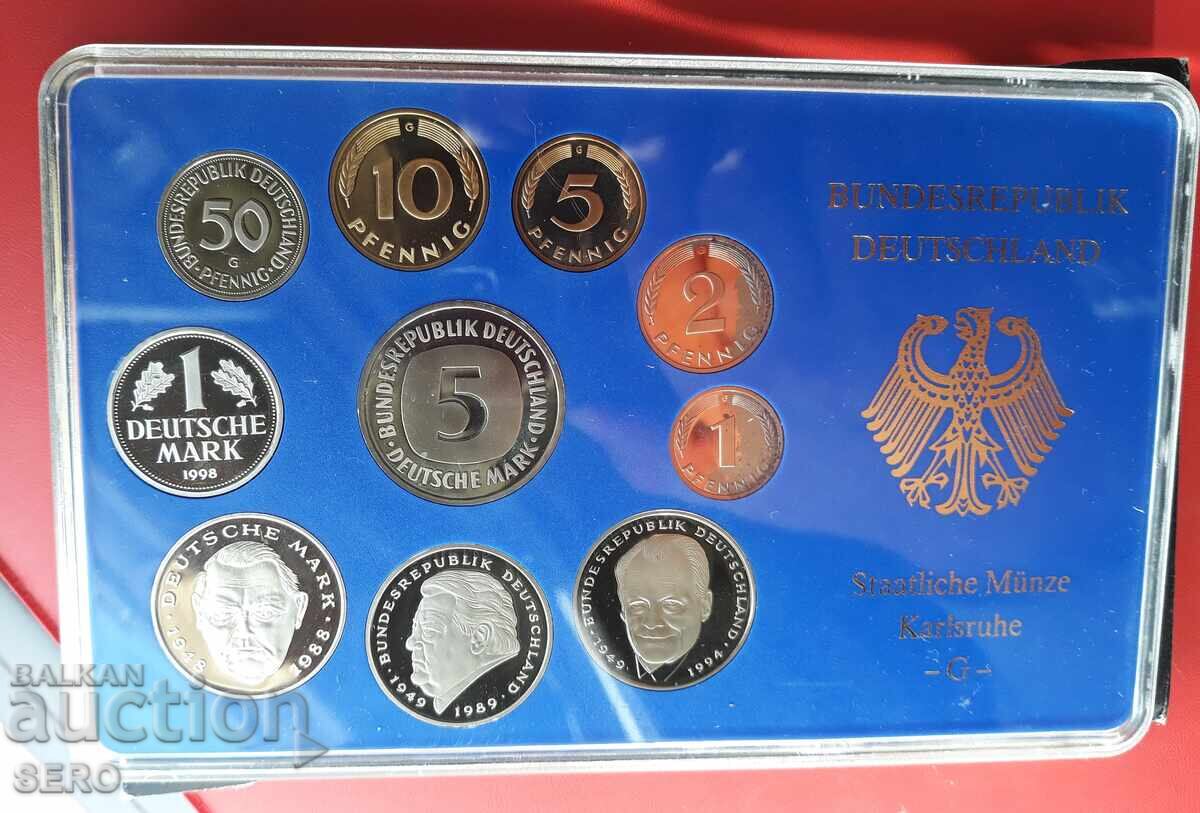 50
BUNDESREPUBLIK DEUTSCHLAND
PFENNIG
G
10
PFENNIG
G
5
PFENNIG
G
2
PFENNIG
G
1
PFENNIG
G
1
DEUTSCHE
MARK
1998
BUNDESREPUBLIK DEUTSCHLAND
5
DEUTSCHE MARK
DEUTSCHE MARK
1948 1988
BUNDESREPUBLIK DEUTSCHLAND
1949 1989
BUNDESREPUBLIK DEUTSCHLAND
1949 1994
BUNDESREPUBLIK
DEUTSCHLAND
Staatliche Münze
Karlsruhe
-G-
BALKAN
auction
SERO